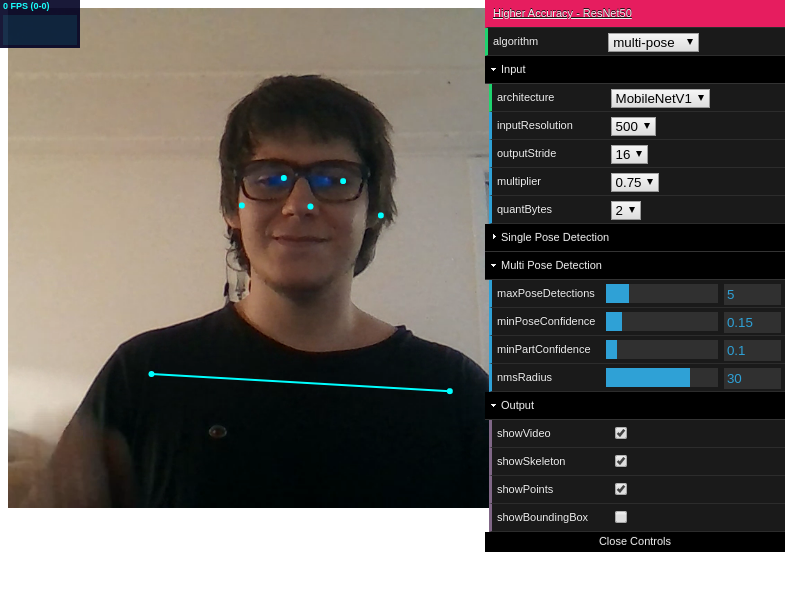 0 FPS (0-0)
Higher Accuracy - ResNet50
algorithm multi-pose
Input
architecture MobileNetV1
inputResolution 500
outputStride 16
multiplier 0.75
quantBytes 2
Single Pose Detection
Multi Pose Detection
maxPoseDetections 5
minPoseConfidence 0.15
minPartConfidence 0.1
nmsRadius 30
Output
showVideo
showSkeleton
showPoints
showBoundingBox
Close Controls